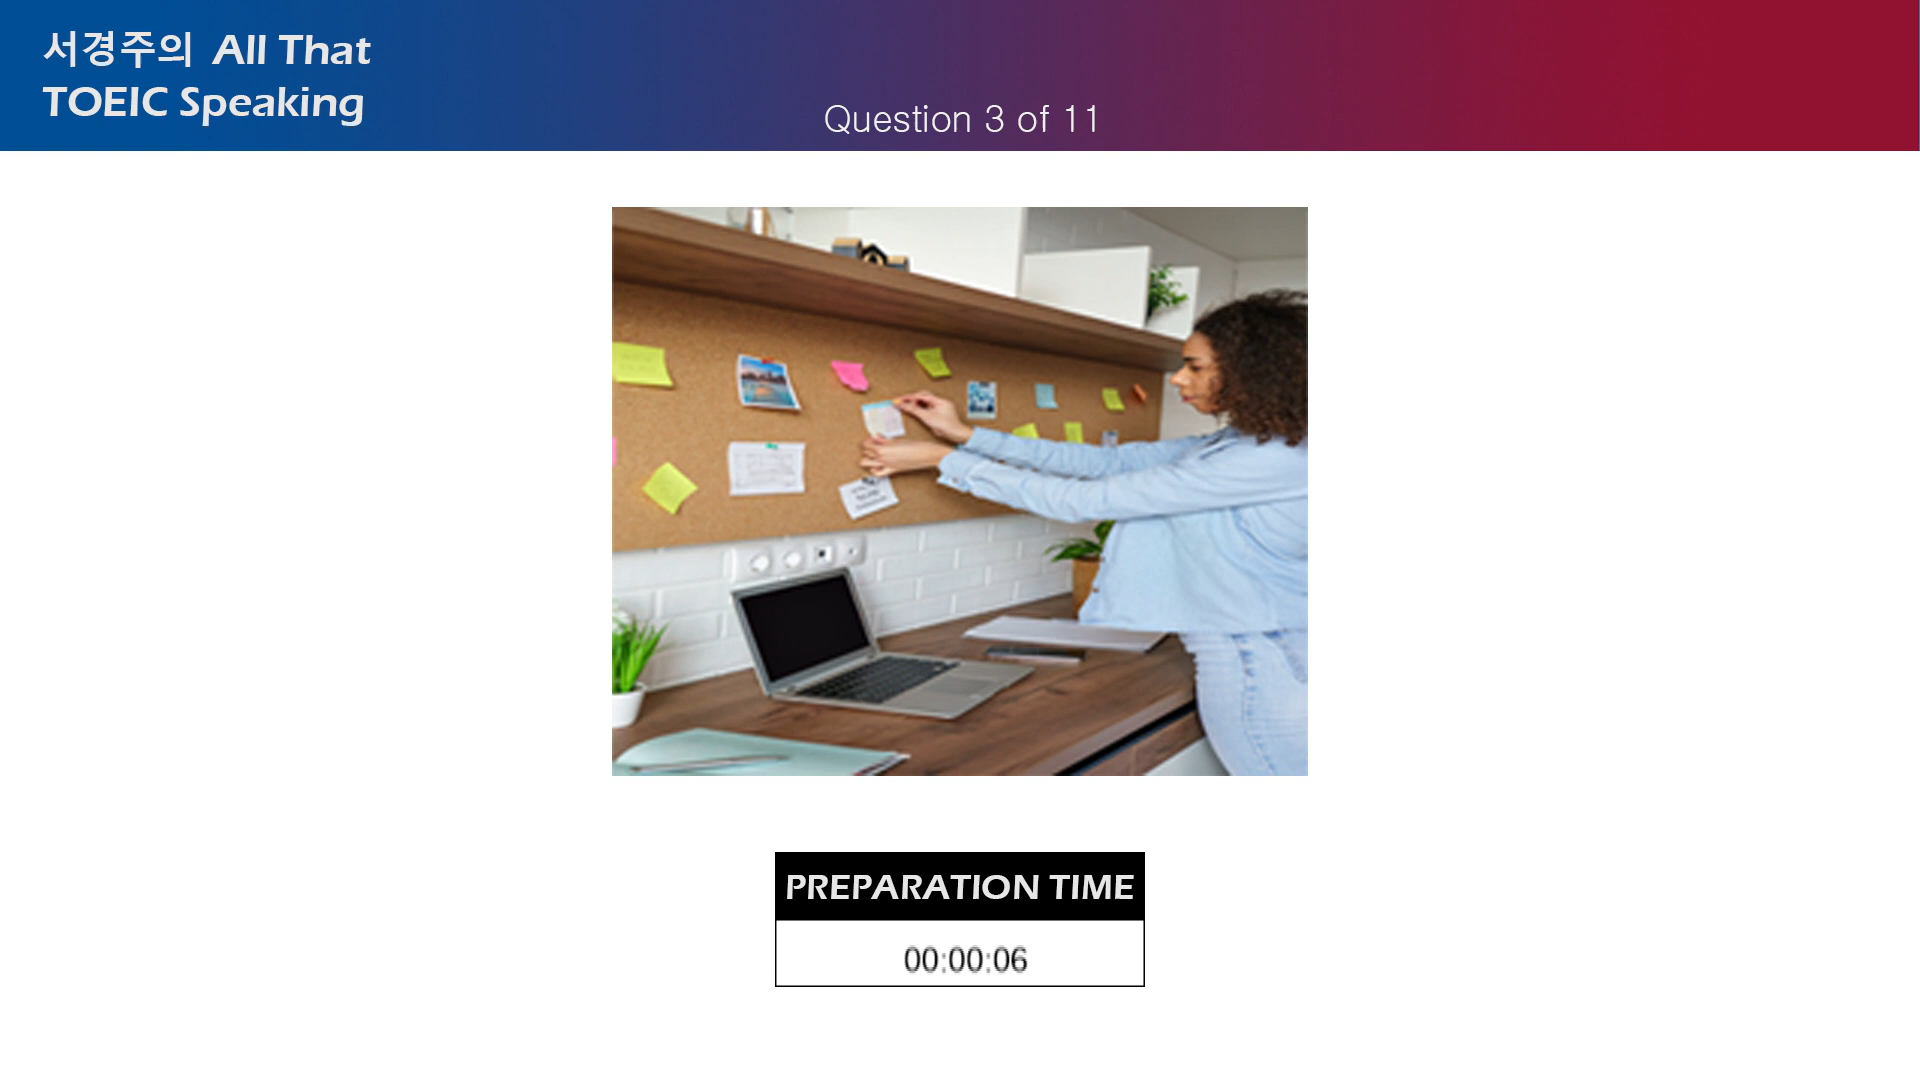 서경주의 All That
TOEIC Speaking
Question 3 of 11
PREPARATION TIME
00:00:06